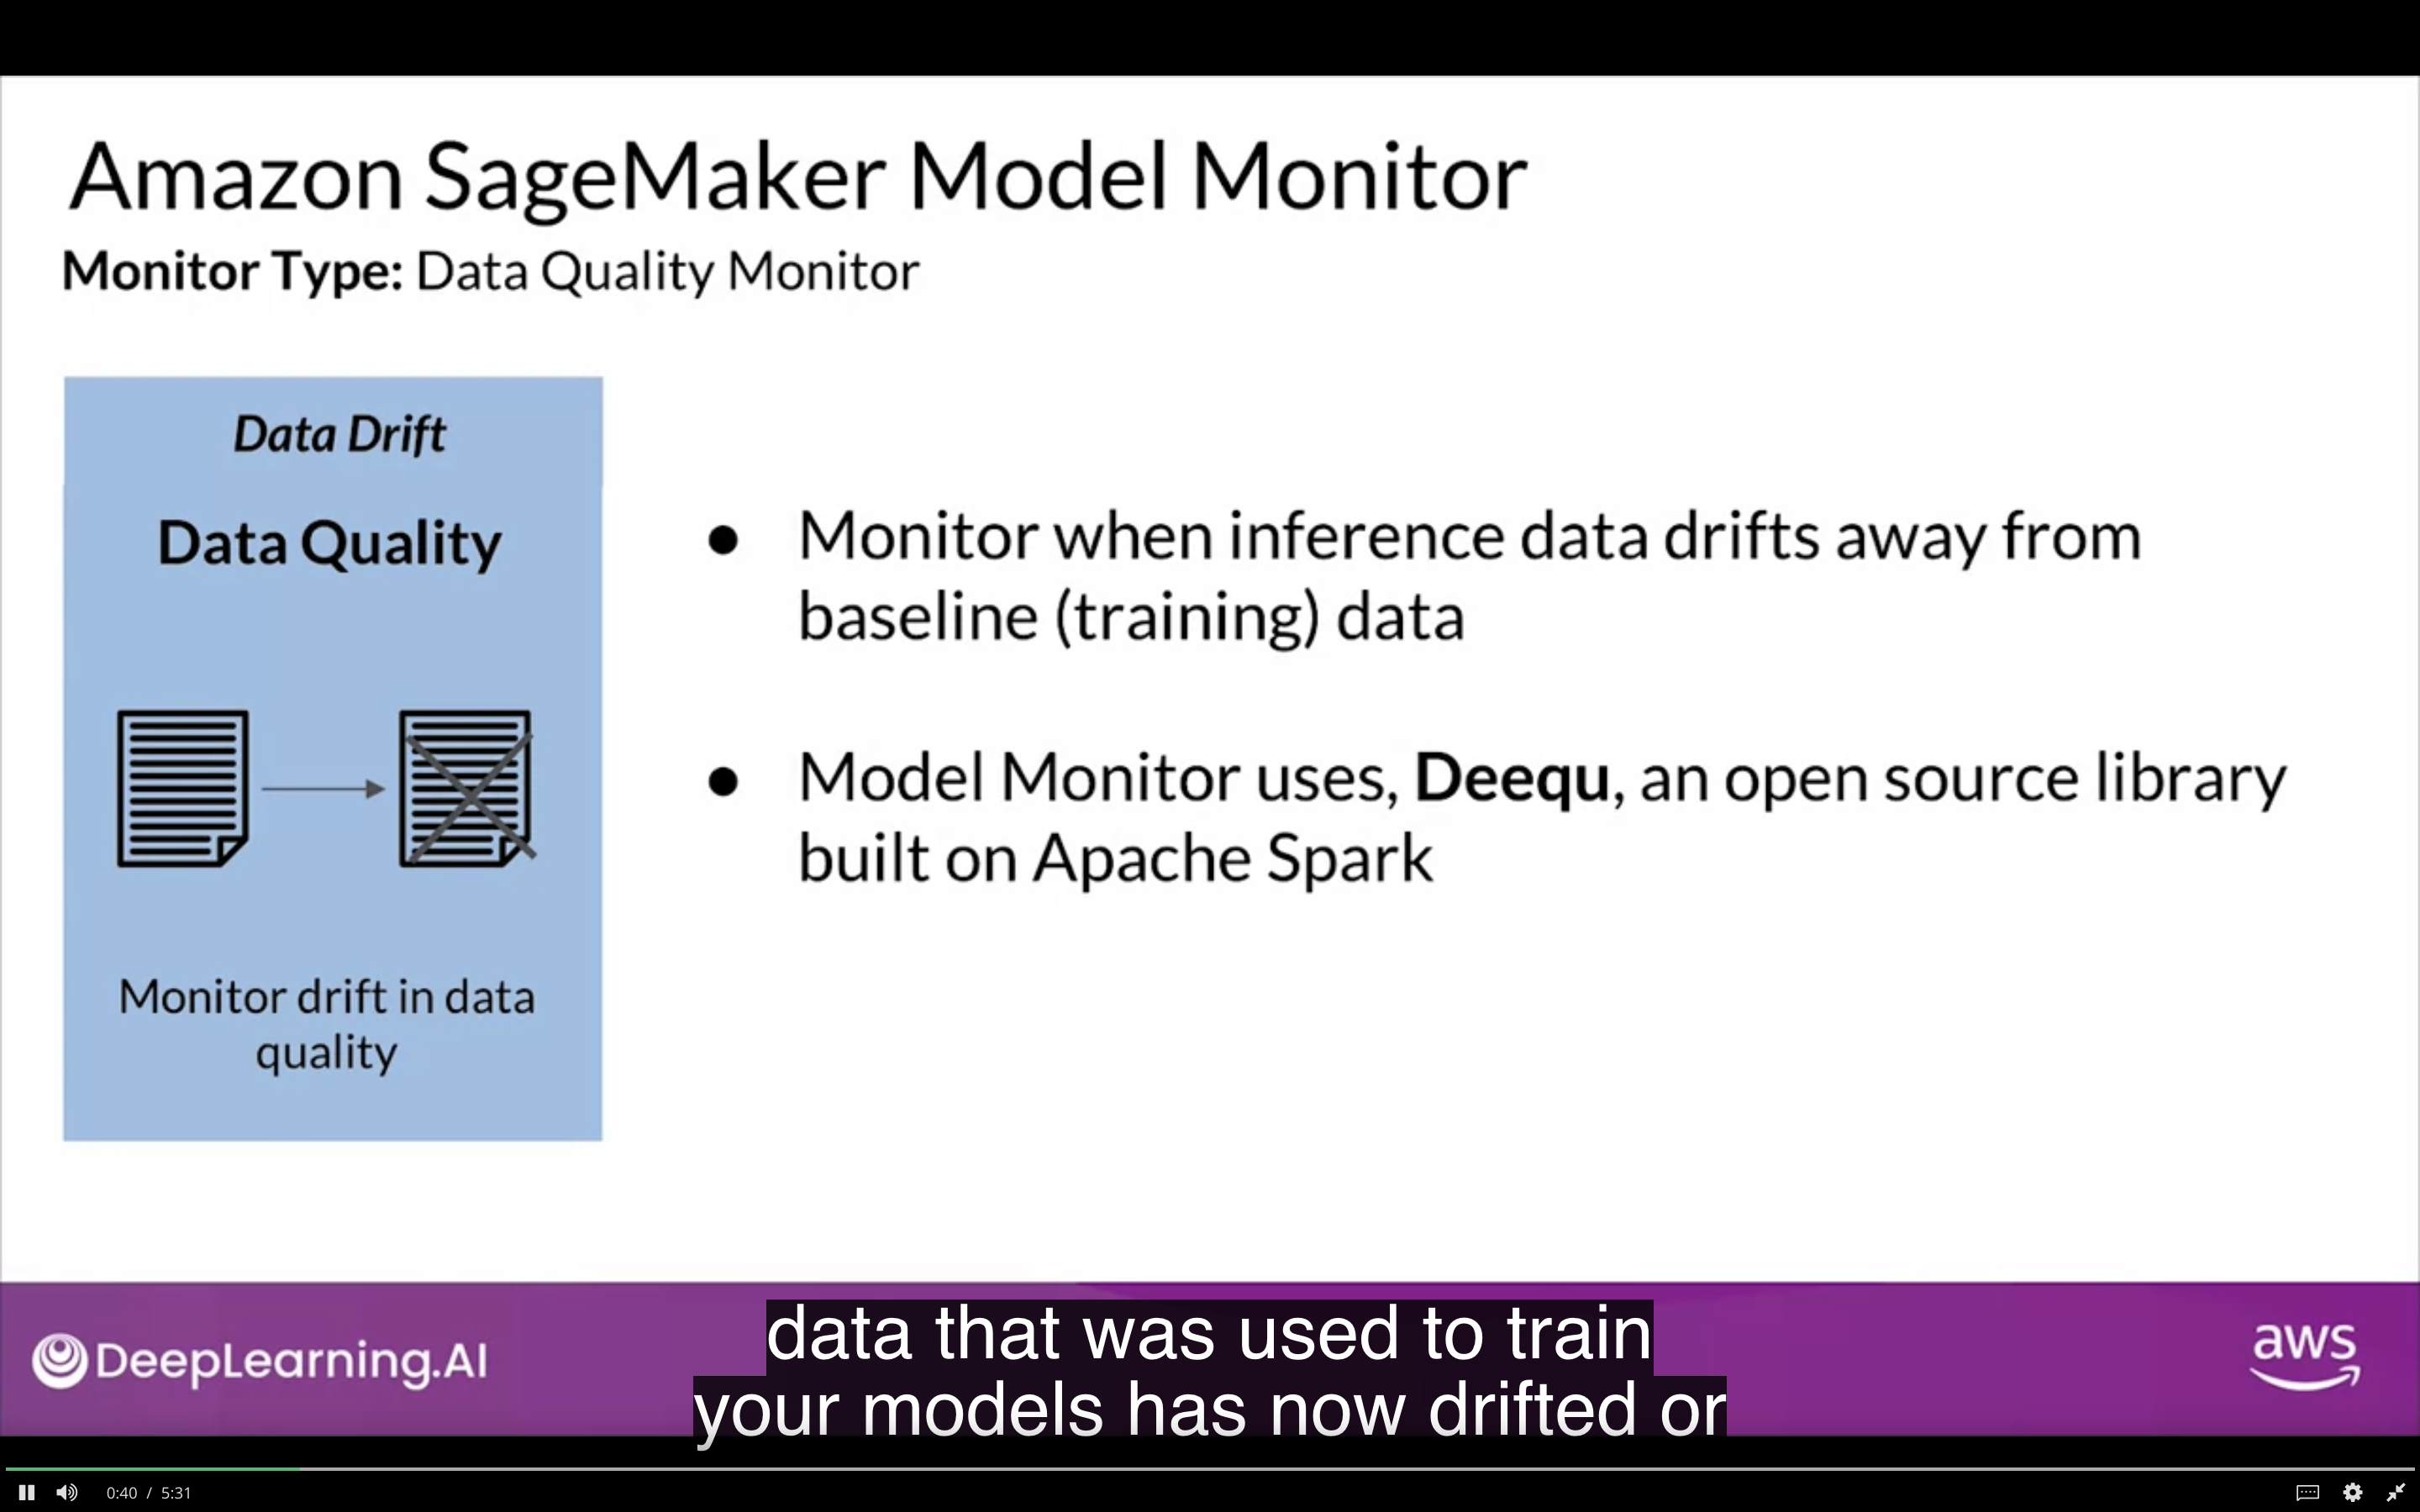 Amazon SageMaker Model Monitor
Monitor Type: Data Quality Monitor
Data Drift
Data Quality
Monitor drift in data
quality
● Monitor when inference data drifts away from
baseline (training) data
● Model Monitor uses, Deequ, an open source library
built on Apache Spark
DeepLearning.AI
data that was used to train
your models has now drifted or
aws
0:40 / 5:31